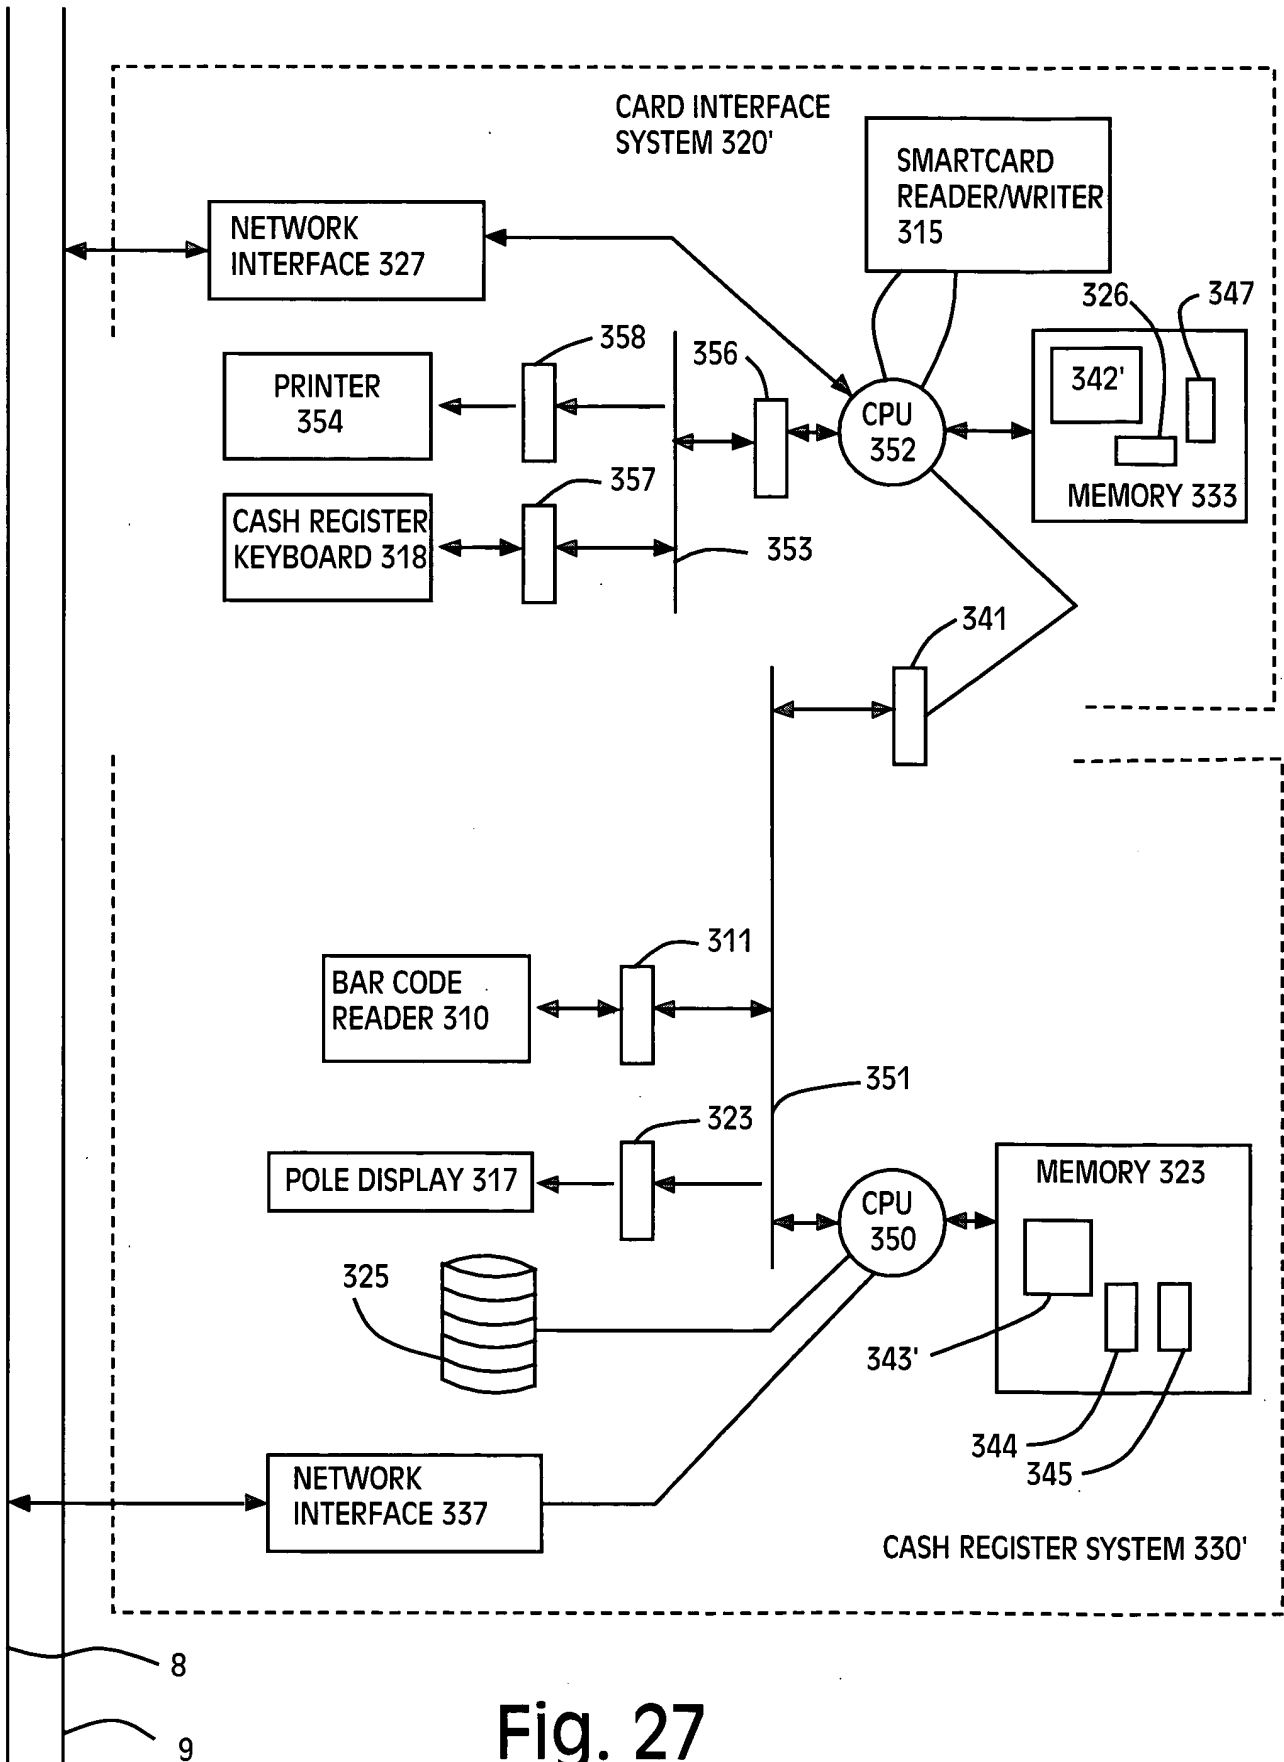 CARD INTERFACE
SYSTEM 320'
SMARTCARD
READER/WRITER
315
NETWORK
INTERFACE 327
326
347
358
356
PRINTER
354
342'
CPU
352
MEMORY 333
357
CASH REGISTER
KEYBOARD 318
353
341
311
BAR CODE
READER 310
351
323
POLE DISPLAY 317
MEMORY 323
CPU
350
325
343'
344
345
NETWORK
INTERFACE 337
CASH REGISTER SYSTEM 330'
8
9
Fig. 27